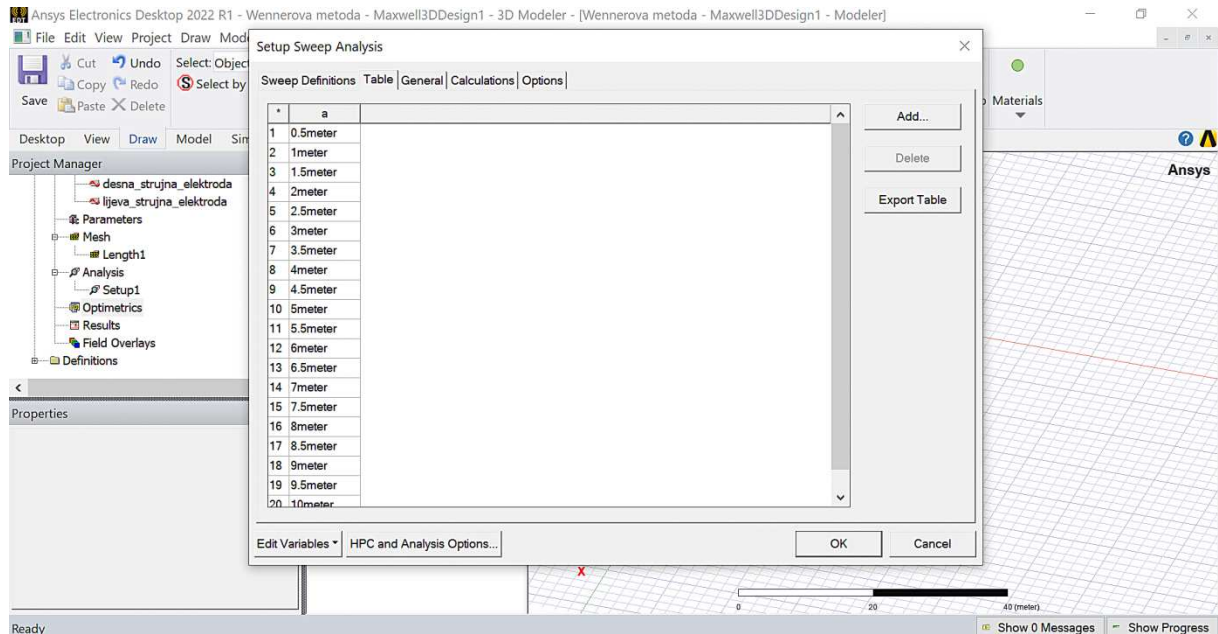 Ansys Electronics Desktop 2022 R1 - Wennerova metoda - Maxwell3DDesign1 - 3D Modeler - [Wennerova metoda - Maxwell3DDesign1 - Modeler]
File Edit View Project Draw Mod
Save
Cut Undo
Copy Redo
Paste Delete
Select: Object
Select by
Materials
Desktop View Draw Model Sim
Project Manager
desna_strujna_elektroda
lijeva_strujna_elektroda
Parameters
Mesh
Length1
Analysis
Setup1
Optimetrics
Results
Field Overlays
Definitions
Properties
Setup Sweep Analysis
Sweep Definitions Table General Calculations Options
* a
1 0.5meter
2 1meter
3 1.5meter
4 2meter
5 2.5meter
6 3meter
7 3.5meter
8 4meter
9 4.5meter
10 5meter
11 5.5meter
12 6meter
13 6.5meter
14 7meter
15 7.5meter
16 8meter
17 8.5meter
18 9meter
19 9.5meter
20 10meter
Add...
Delete
Export Table
Edit Variables HPC and Analysis Options...
OK Cancel
Ansys
X
0 20 40 (meter)
Ready
Show 0 Messages Show Progress